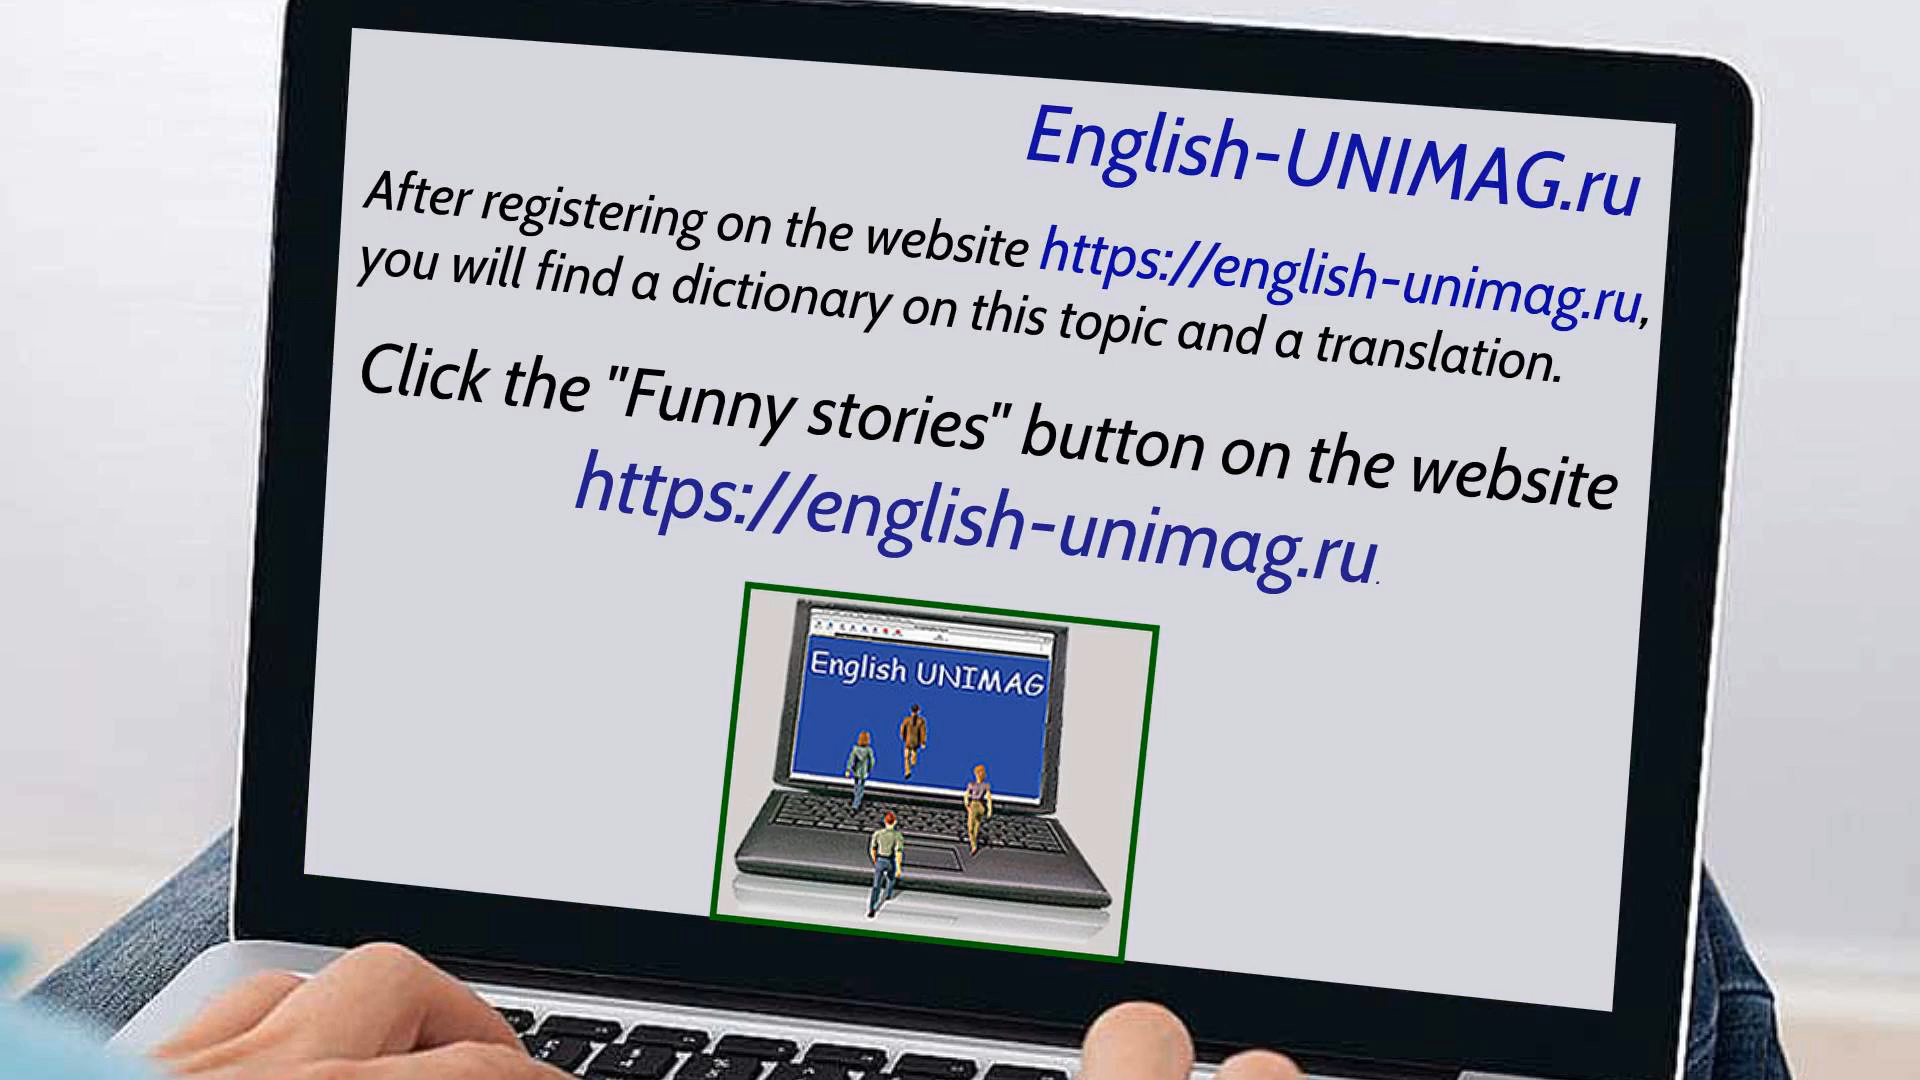 English-UNIMAG.ru
After registering on the website https://english-unimag.ru,
you will find a dictionary on this topic and a translation.
Click the "Funny stories" button on the website
https://english-unimag.ru.
English UNIMAG